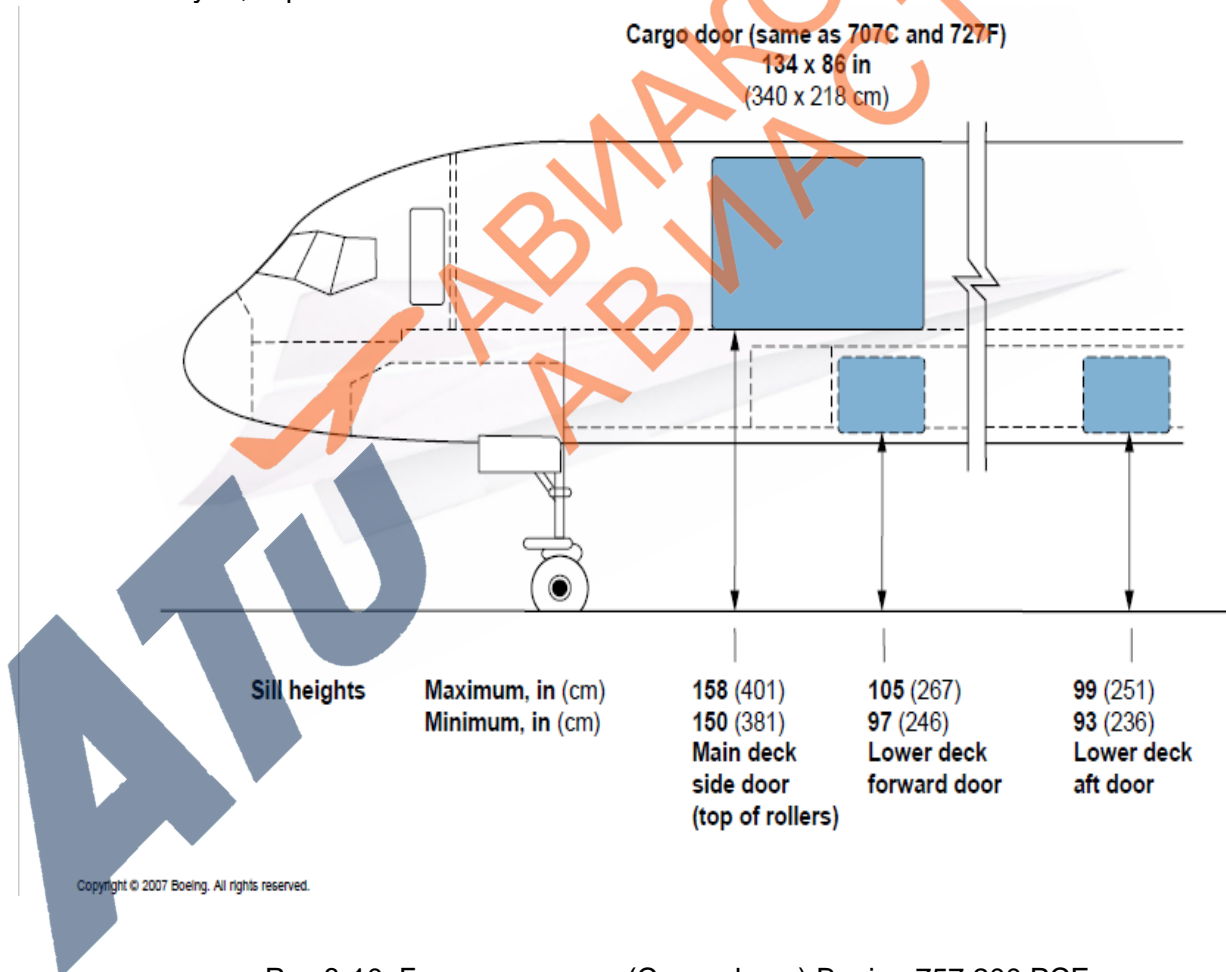 Cargo door (same as 707C and 727F)
134 x 86 in
(340 x 218 cm)
АВИАКО
АВИАСТ
ATU
Sill heights
Maximum, in (cm)
Minimum, in (cm)
158 (401)
150 (381)
Main deck
side door
(top of rollers)
105 (267)
97 (246)
Lower deck
forward door
99 (251)
93 (236)
Lower deck
aft door
Copyright © 2007 Boeing. All rights reserved.